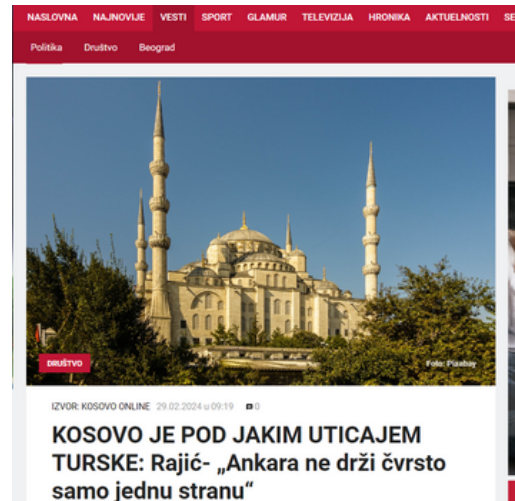 NASLOVNA NAJNOVIJE VESTI SPORT GLAMUR TELEVIZIJA HRONIKA AKTUELNOSTI SE
Politika Društvo Beograd
DRUŠTVO
Foto: Pixabay
IZVOR: KOSOVO ONLINE 29.02.2024 u 09:19 0
KOSOVO JE POD JAKIM UTICAJEM
TURSKE: Rajić- „Ankara ne drži čvrsto
samo jednu stranu“